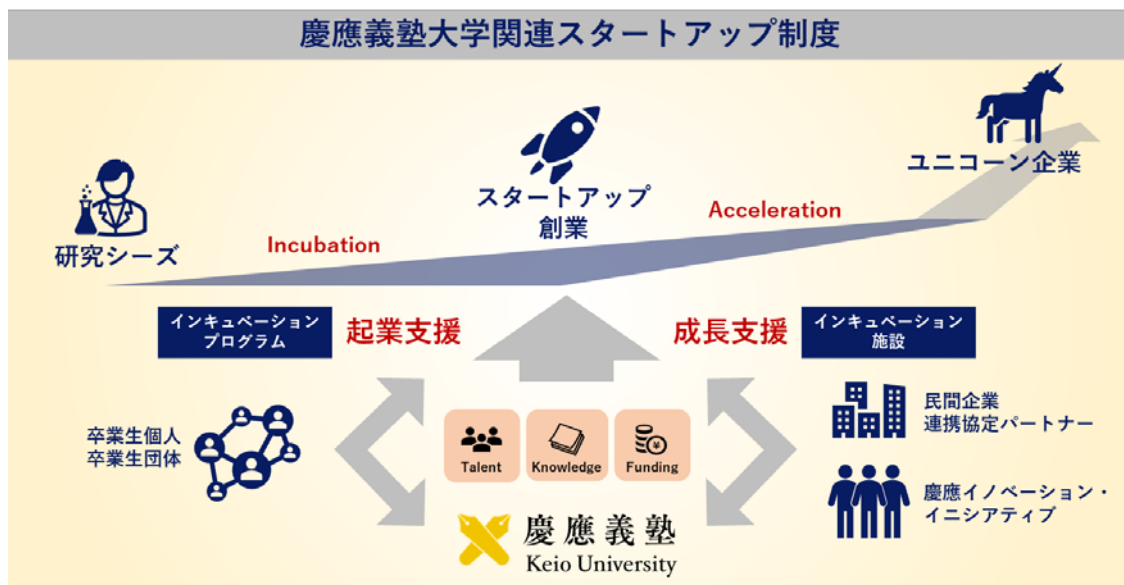 慶應義塾大学関連スタートアップ制度
ユニコーン企業
スタートアップ
創業
Acceleration
Incubation
研究シーズ
インキュベーション
プログラム
起業支援
成長支援
インキュベーション
施設
卒業生個人
卒業生団体
Talent
Knowledge
Funding
民間企業
連携協定パートナー
慶應イノベーション・
イニシアティブ
慶應義塾
Keio University